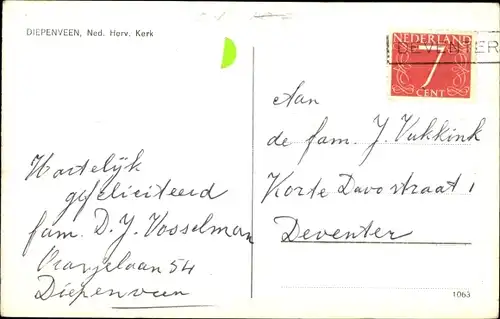 DIEPENVEEN, Ned. Herv. Kerk
NEDERLAND
7
CENT
DEVENTER
Aan
de fam. J. Vukkink
Korte Davostraat 1
Deventer
Hartelijk
gefeliciteerd
fam. D. J. Vosselman
Oranjelaan 54
Diepenveen
1063